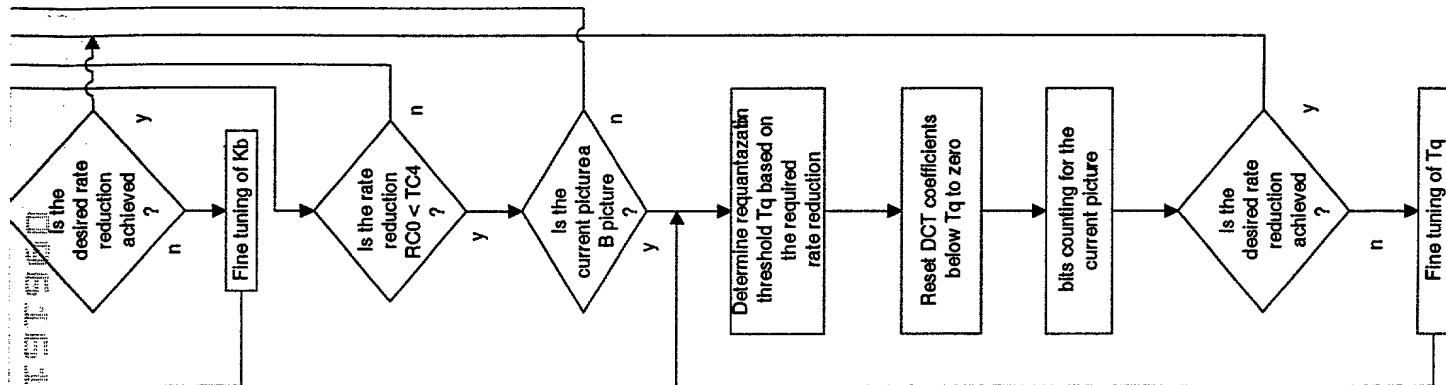 Is the
desired rate
reduction
achieved
?
y
n
Fine tuning of Kb
Is the rate
reduction
RC0 < TC4
?
n
y
Is the
current picturea
B picture
?
n
y
Determine requantazatin
threshold Tq based on
the required
rate reduction
Reset DCT coefficients
below Tq to zero
bits counting for the
current picture
Is the
desired rate
reduction
achieved
?
y
n
Fine tuning of Tq